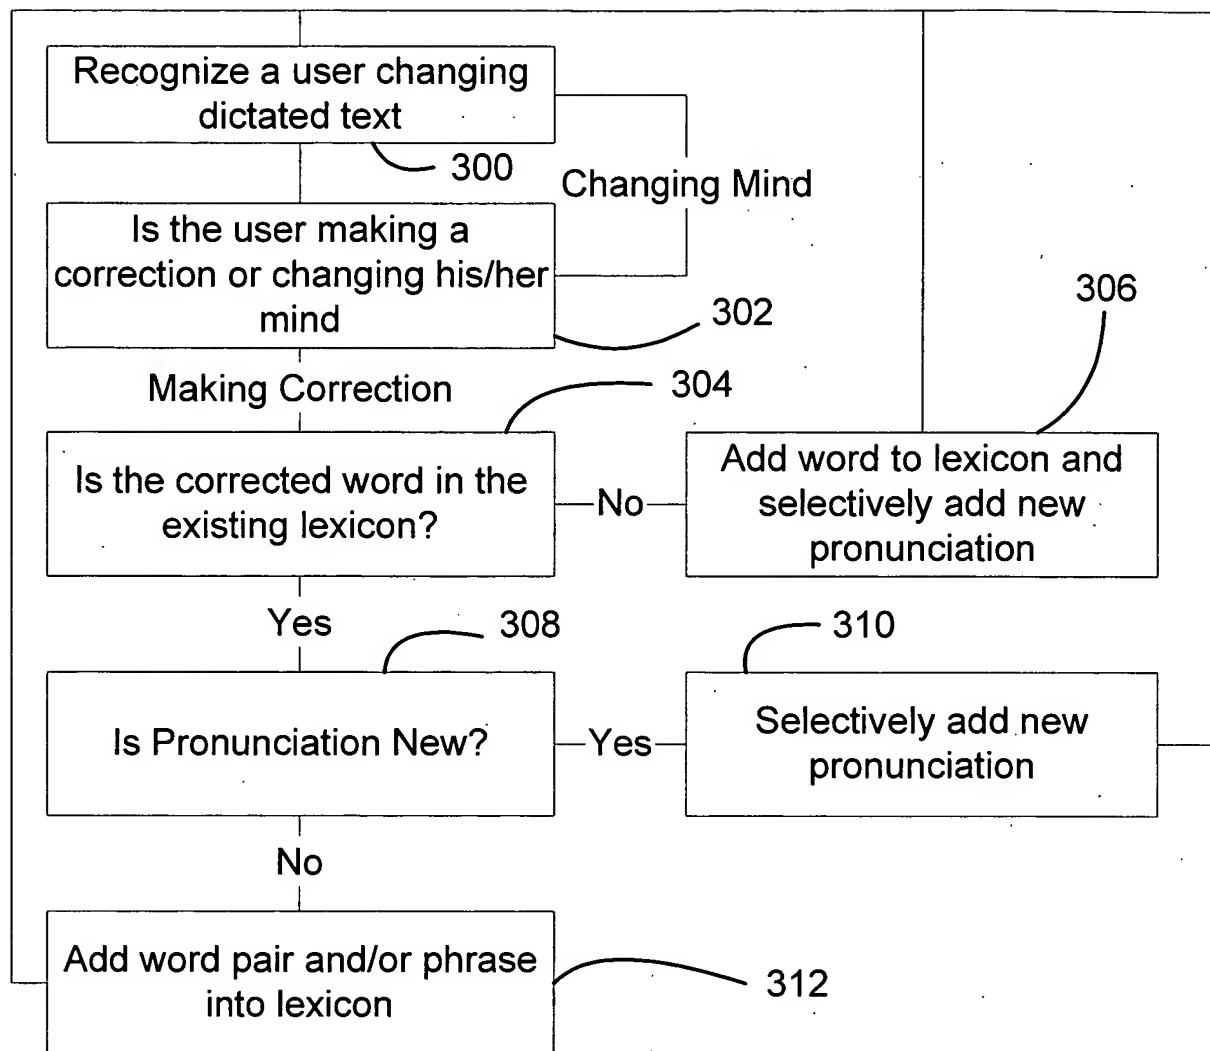 Recognize a user changing
dictated text
300
Changing Mind
Is the user making a
correction or changing his/her
mind
302
306
Making Correction
304
Is the corrected word in the
existing lexicon?
No
Add word to lexicon and
selectively add new
pronunciation
Yes
308
310
Is Pronunciation New?
Yes
Selectively add new
pronunciation
No
Add word pair and/or phrase
into lexicon
312